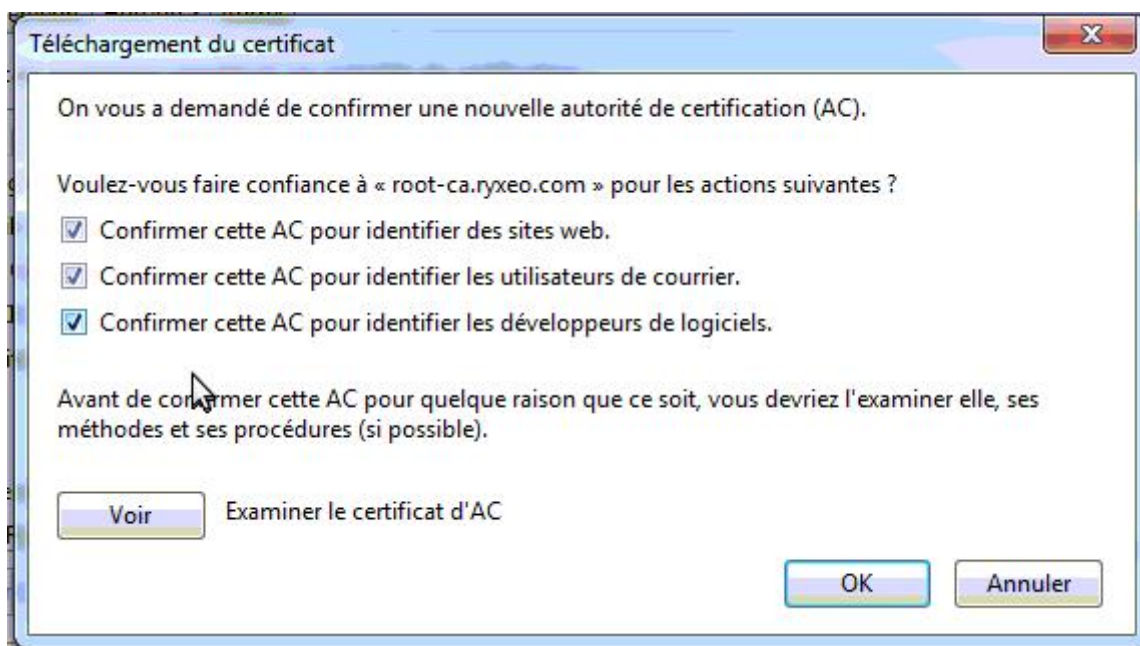 Téléchargement du certificat
On vous a demandé de confirmer une nouvelle autorité de certification (AC).
Voulez-vous faire confiance à « root-ca.ryxeo.com » pour les actions suivantes ?
Confirmer cette AC pour identifier des sites web.
Confirmer cette AC pour identifier les utilisateurs de courrier.
Confirmer cette AC pour identifier les développeurs de logiciels.
Avant de confirmer cette AC pour quelque raison que ce soit, vous devriez l'examiner elle, ses
méthodes et ses procédures (si possible).
Voir Examiner le certificat d'AC
OK Annuler